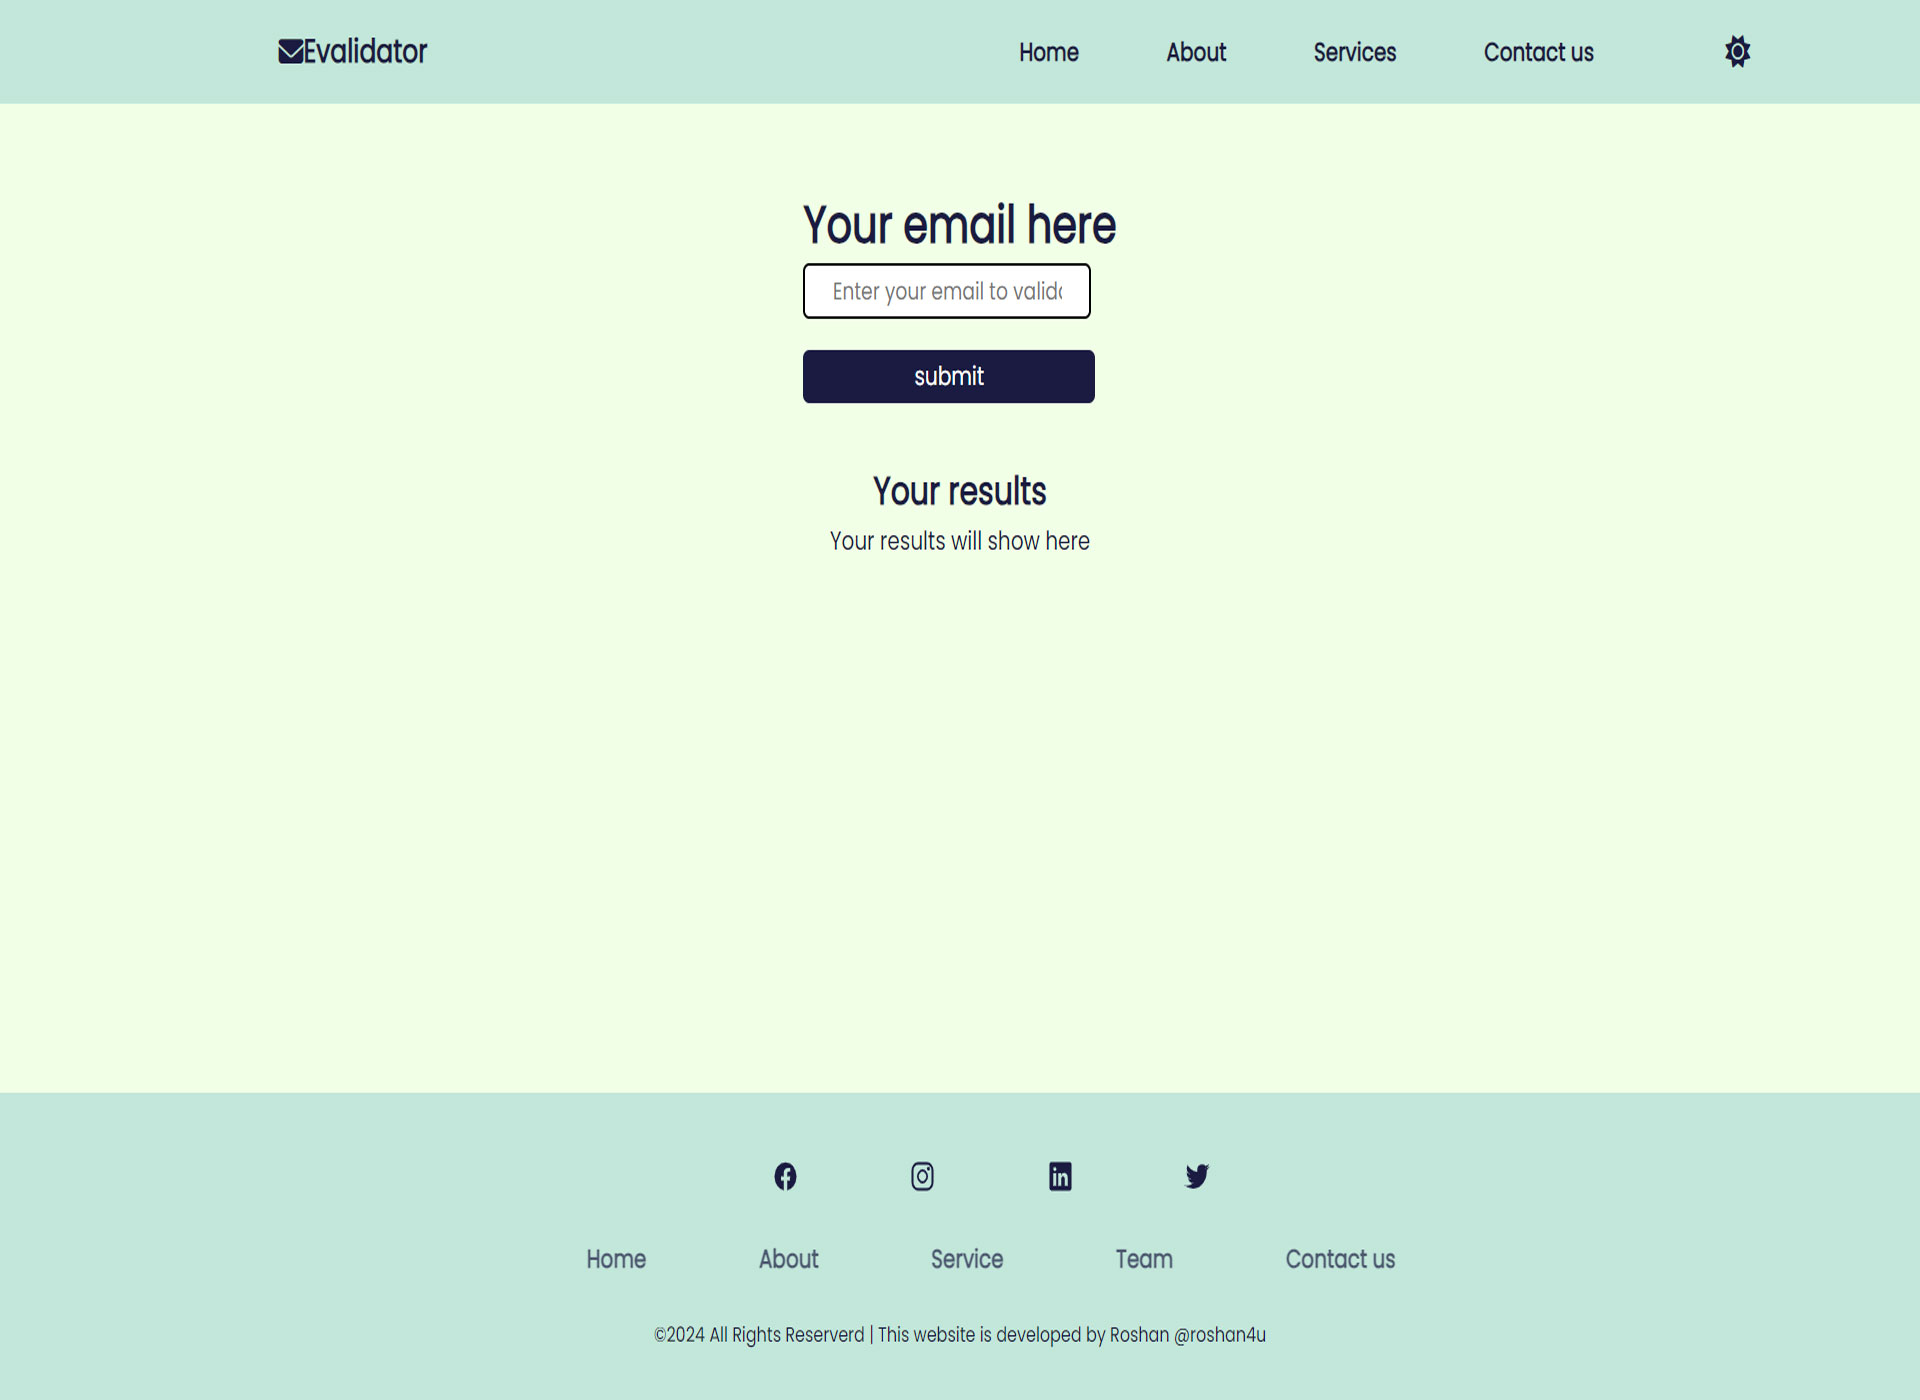 Evalidator
Home About Services Contact us
Your email here
Enter your email to valid
submit
Your results
Your results will show here
Home About Service Team Contact us
©2024 All Rights Reserverd | This website is developed by Roshan @roshan4u